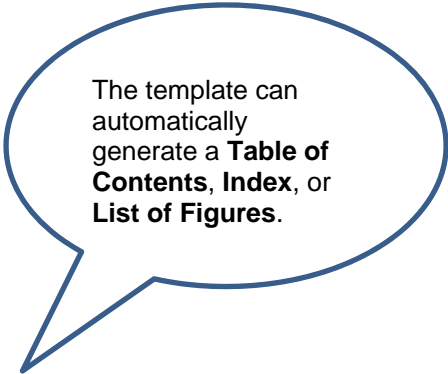 The template can
automatically
generate a Table of
Contents, Index, or
List of Figures.